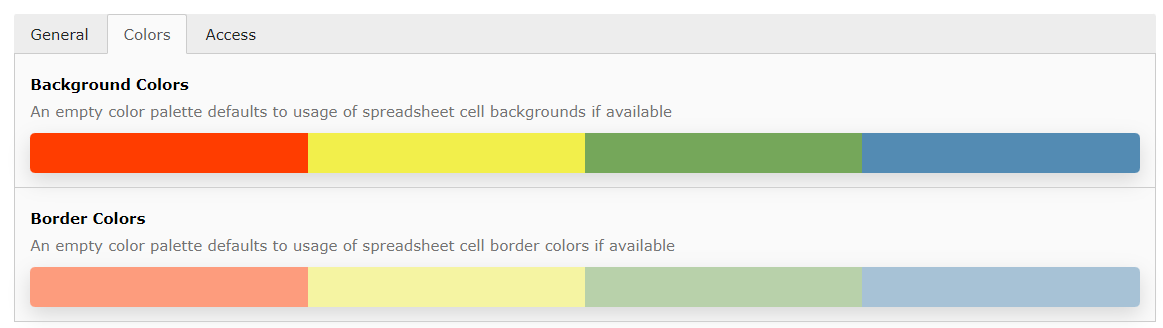 General Colors Access
Background Colors
An empty color palette defaults to usage of spreadsheet cell backgrounds if available
Border Colors
An empty color palette defaults to usage of spreadsheet cell border colors if available